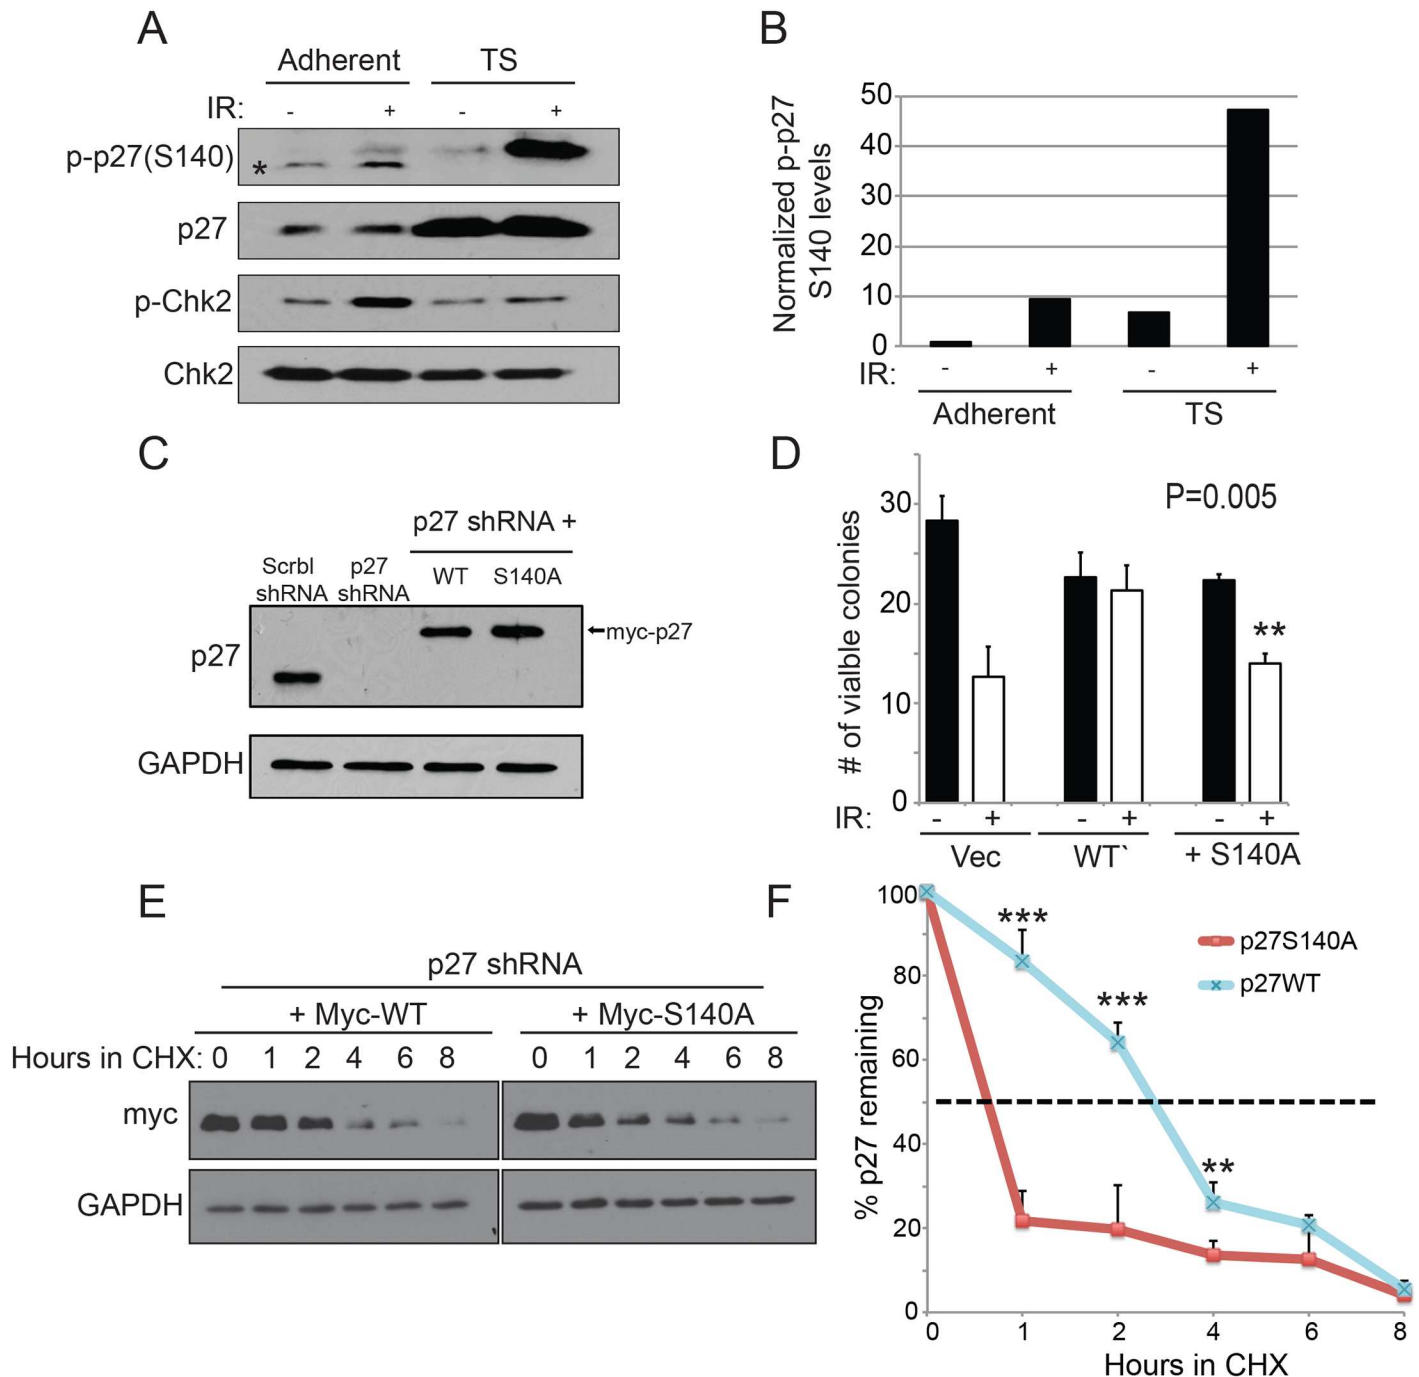 A
Adherent TS
IR: - + - +
p-p27(S140)
*
p27
p-Chk2
Chk2
B
Normalized p-p27
S140 levels
50
40
30
20
10
0
IR: - + - +
Adherent TS
C
p27 shRNA +
Scrbl shRNA p27 shRNA WT S140A
p27
myc-p27
GAPDH
D
# of vialble colonies
P=0.005
30
20
10
0
**
IR: - + - + - +
Vec WT` + S140A
E
p27 shRNA
+ Myc-WT + Myc-S140A
Hours in CHX: 0 1 2 4 6 8 0 1 2 4 6 8
myc
GAPDH
F
% p27 remaining
100
80
60
40
20
0
***
***
**
p27S140A
p27WT
0 1 2 4 6 8
Hours in CHX